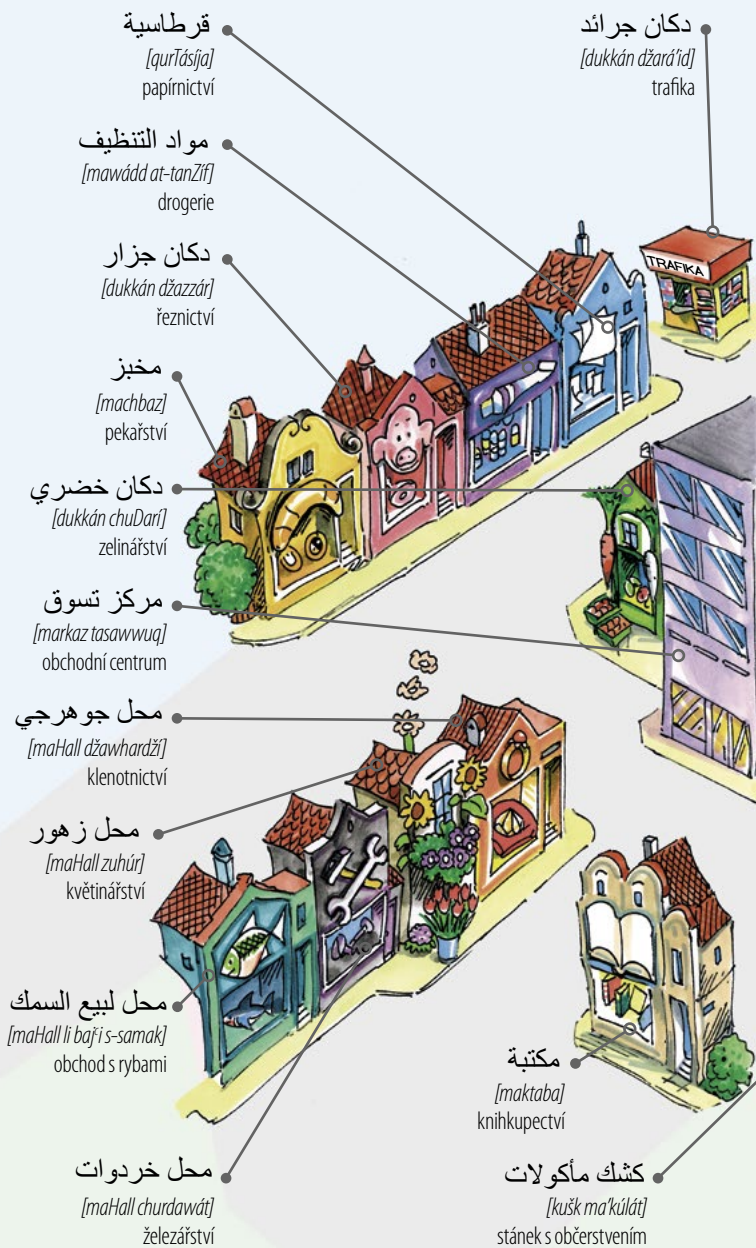 قرطاسية
[qurTásíja]
papírnictví
دكان جرائد
[dukkán džará'id]
trafika
مواد التنظيف
[mawádd at-tanZíf]
drogerie
دكان جزار
[dukkán džazzár]
řeznictví
TRAFIKA
مخبز
[machbaz]
pekařství
دكان خضري
[dukkán chuDarí]
zelinářství
مركز تسوق
[markaz tasawwuq]
obchodní centrum
محل جوهرجي
[maHall džawhardží]
klenotnictví
محل زهور
[maHall zuhúr]
květinářství
محل لبيع السمك
[maHall li bajʿi s-samak]
obchod s rybami
مكتبة
[maktaba]
knihkupectví
محل خردوات
[maHall churdawát]
železářství
كشك مأكولات
[kušk ma'kúlát]
stánek s občerstvením